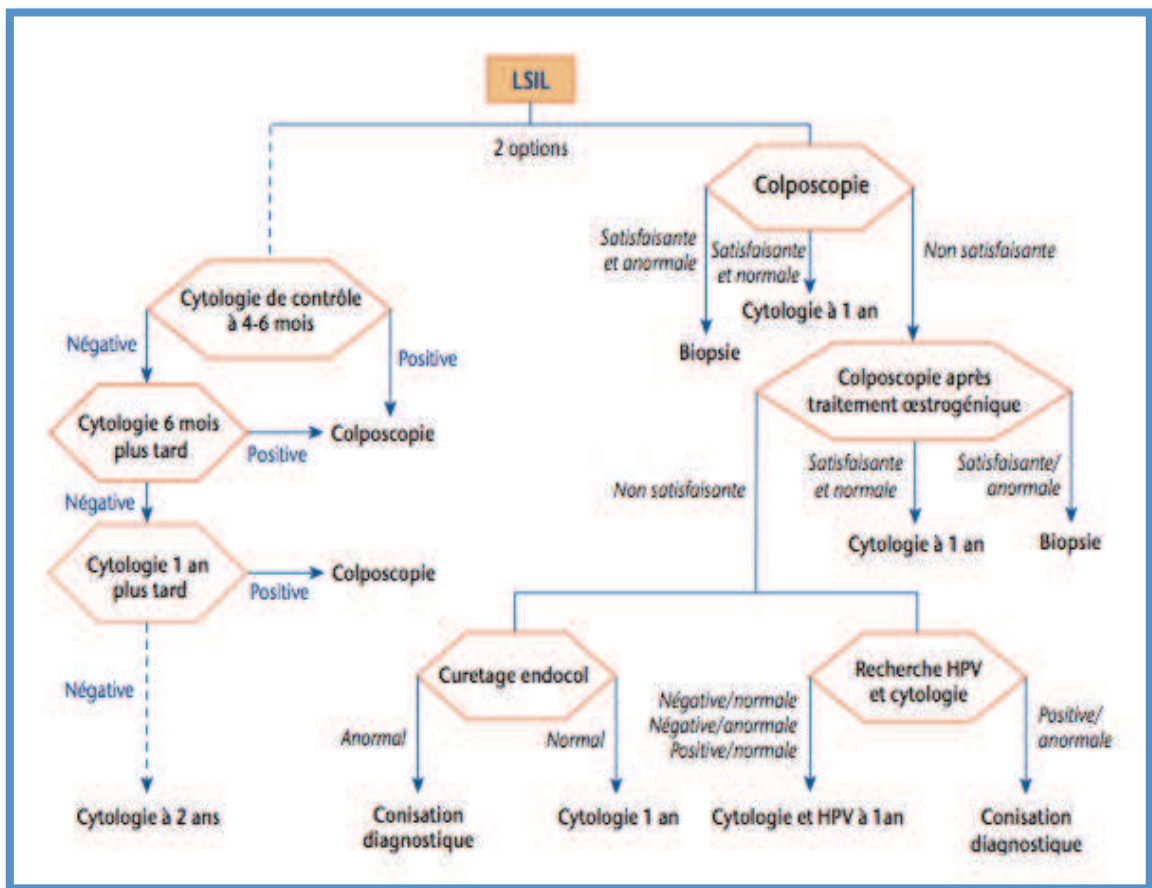 LSIL
2 options
Colposcopie
Satisfaisante
et anormale
Satisfaisante
et normale
Non satisfaisante
Cytologie à 1 an
Biopsie
Cytologie de contrôle
à 4-6 mois
Négative
Positive
Cytologie 6 mois
plus tard
Positive
Colposcopie
Négative
Cytologie 1 an
plus tard
Positive
Colposcopie
Négative
Cytologie à 2 ans
Colposcopie après
traitement œstrogénique
Non satisfaisante
Satisfaisante
et normale
Satisfaisante/
anormale
Cytologie à 1 an
Biopsie
Curetage endocol
Anormal
Normal
Conisation
diagnostique
Cytologie 1 an
Recherche HPV
et cytologie
Négative/normale
Négative/anormale
Positive/normale
Positive/
anormale
Cytologie et HPV à 1an
Conisation
diagnostique